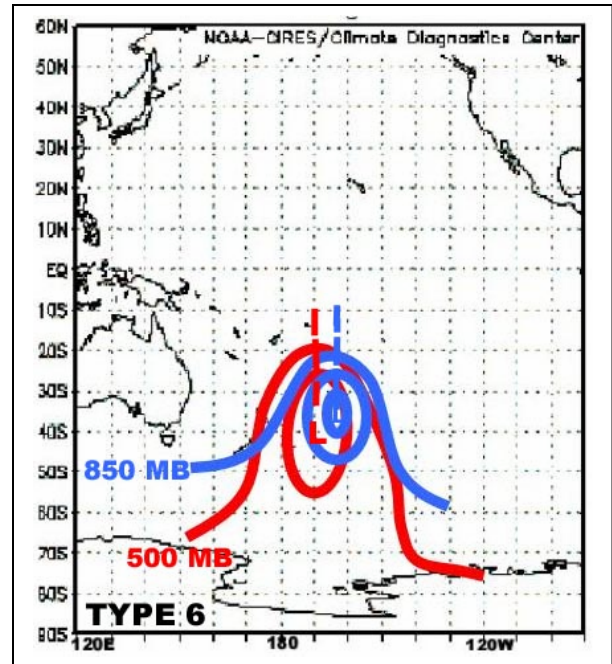 NOAA-CIRES/Climate Diagnostics Center
60N
50N
40N
30N
20N
10N
EQ
10S
20S
30S
40S
L
L
850 MB
50S
60S
500 MB
70S
80S
TYPE 6
90S
120E
180
120W